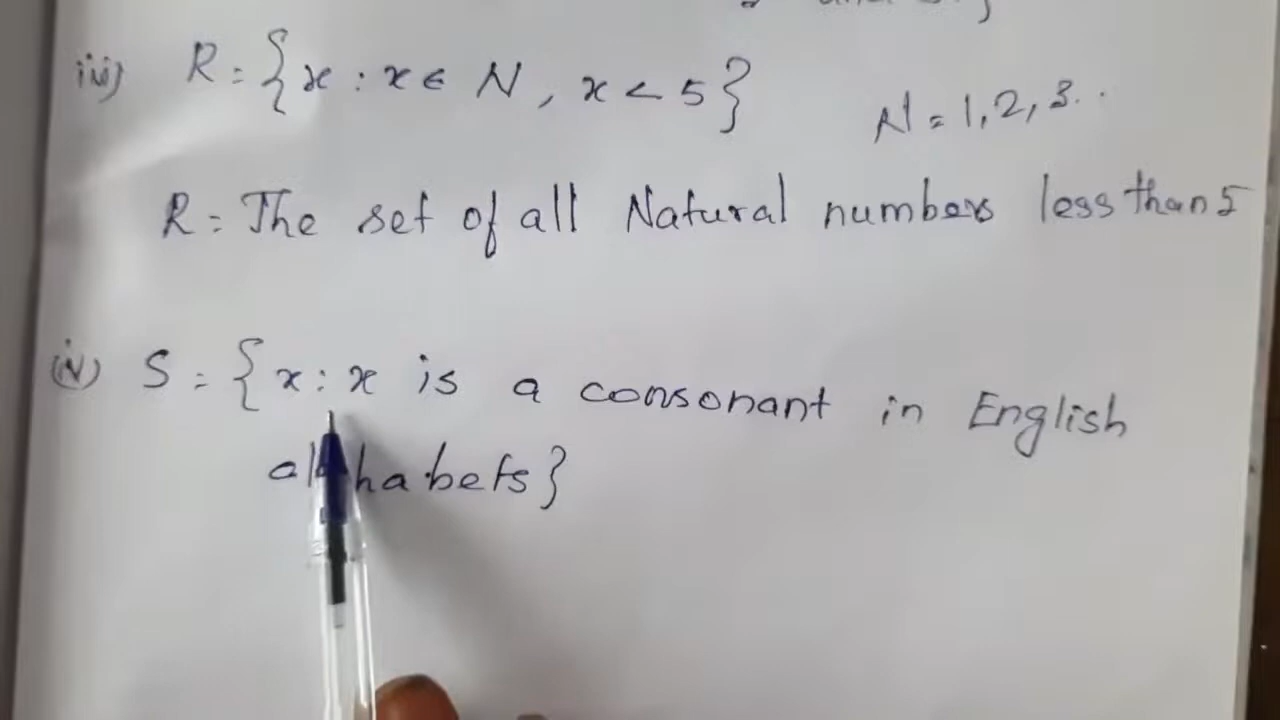 iii) R = {x : x ∈ N, x < 5}
N = 1, 2, 3..
R = The set of all Natural numbers less than 5
(iv) S = {x : x is a consonant in English
alphabets}